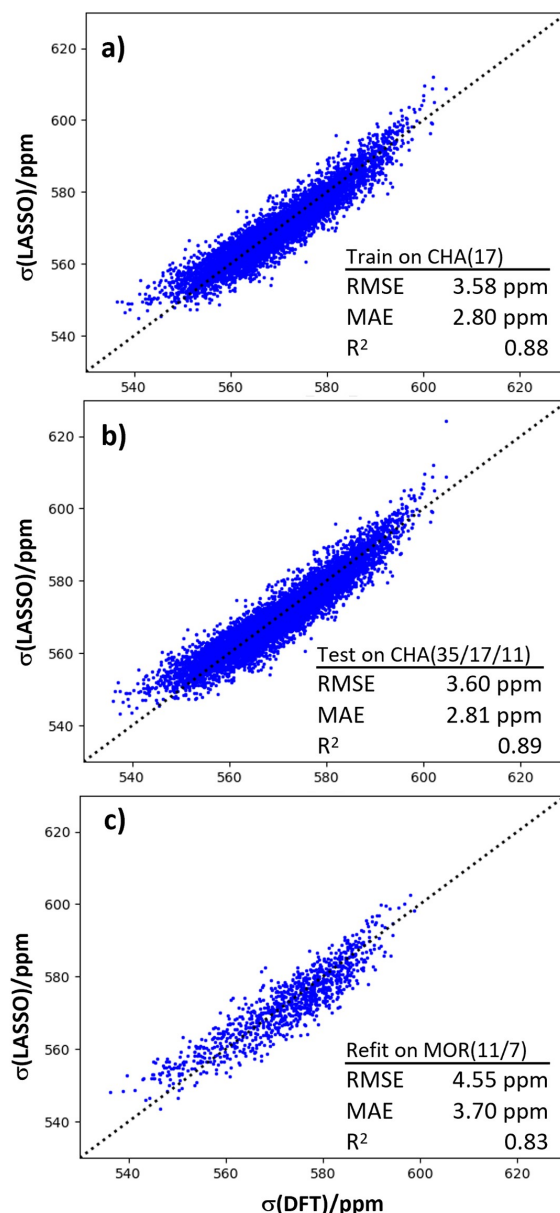 a)
620
600
580
560
540
σ(LASSO)/ppm
Train on CHA(17)
RMSE 3.58 ppm
MAE 2.80 ppm
R² 0.88
540 560 580 600 620
b)
620
600
580
560
540
σ(LASSO)/ppm
Test on CHA(35/17/11)
RMSE 3.60 ppm
MAE 2.81 ppm
R² 0.89
540 560 580 600 620
c)
620
600
580
560
540
σ(LASSO)/ppm
Refit on MOR(11/7)
RMSE 4.55 ppm
MAE 3.70 ppm
R² 0.83
540 560 580 600 620
σ(DFT)/ppm